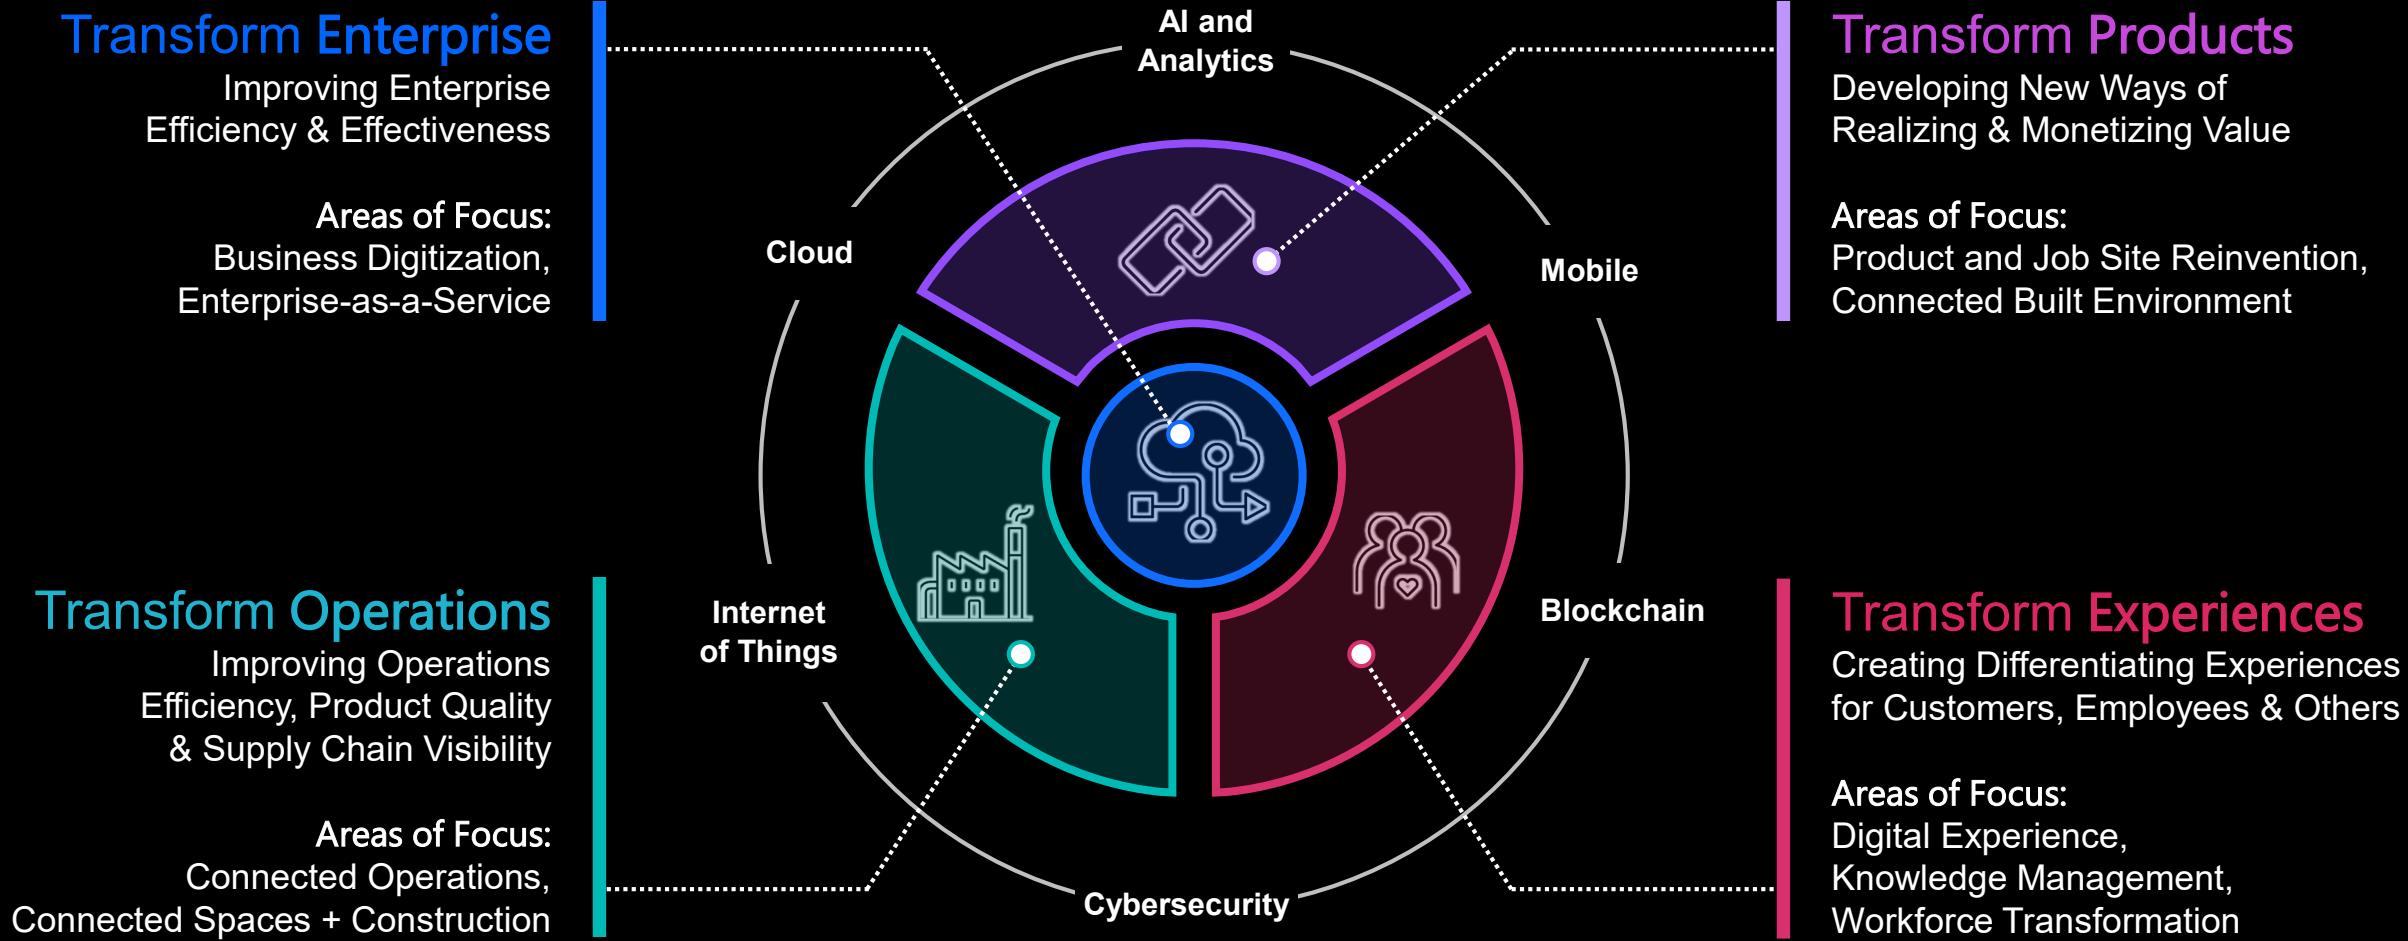 Transform Enterprise
Improving Enterprise
Efficiency & Effectiveness
Areas of Focus:
Business Digitization,
Enterprise-as-a-Service
AI and
Analytics
Cloud
Mobile
Internet
of Things
Blockchain
Cybersecurity
Transform Products
Developing New Ways of
Realizing & Monetizing Value
Areas of Focus:
Product and Job Site Reinvention,
Connected Built Environment
Transform Operations
Improving Operations
Efficiency, Product Quality
& Supply Chain Visibility
Areas of Focus:
Connected Operations,
Connected Spaces + Construction
Transform Experiences
Creating Differentiating Experiences
for Customers, Employees & Others
Areas of Focus:
Digital Experience,
Knowledge Management,
Workforce Transformation